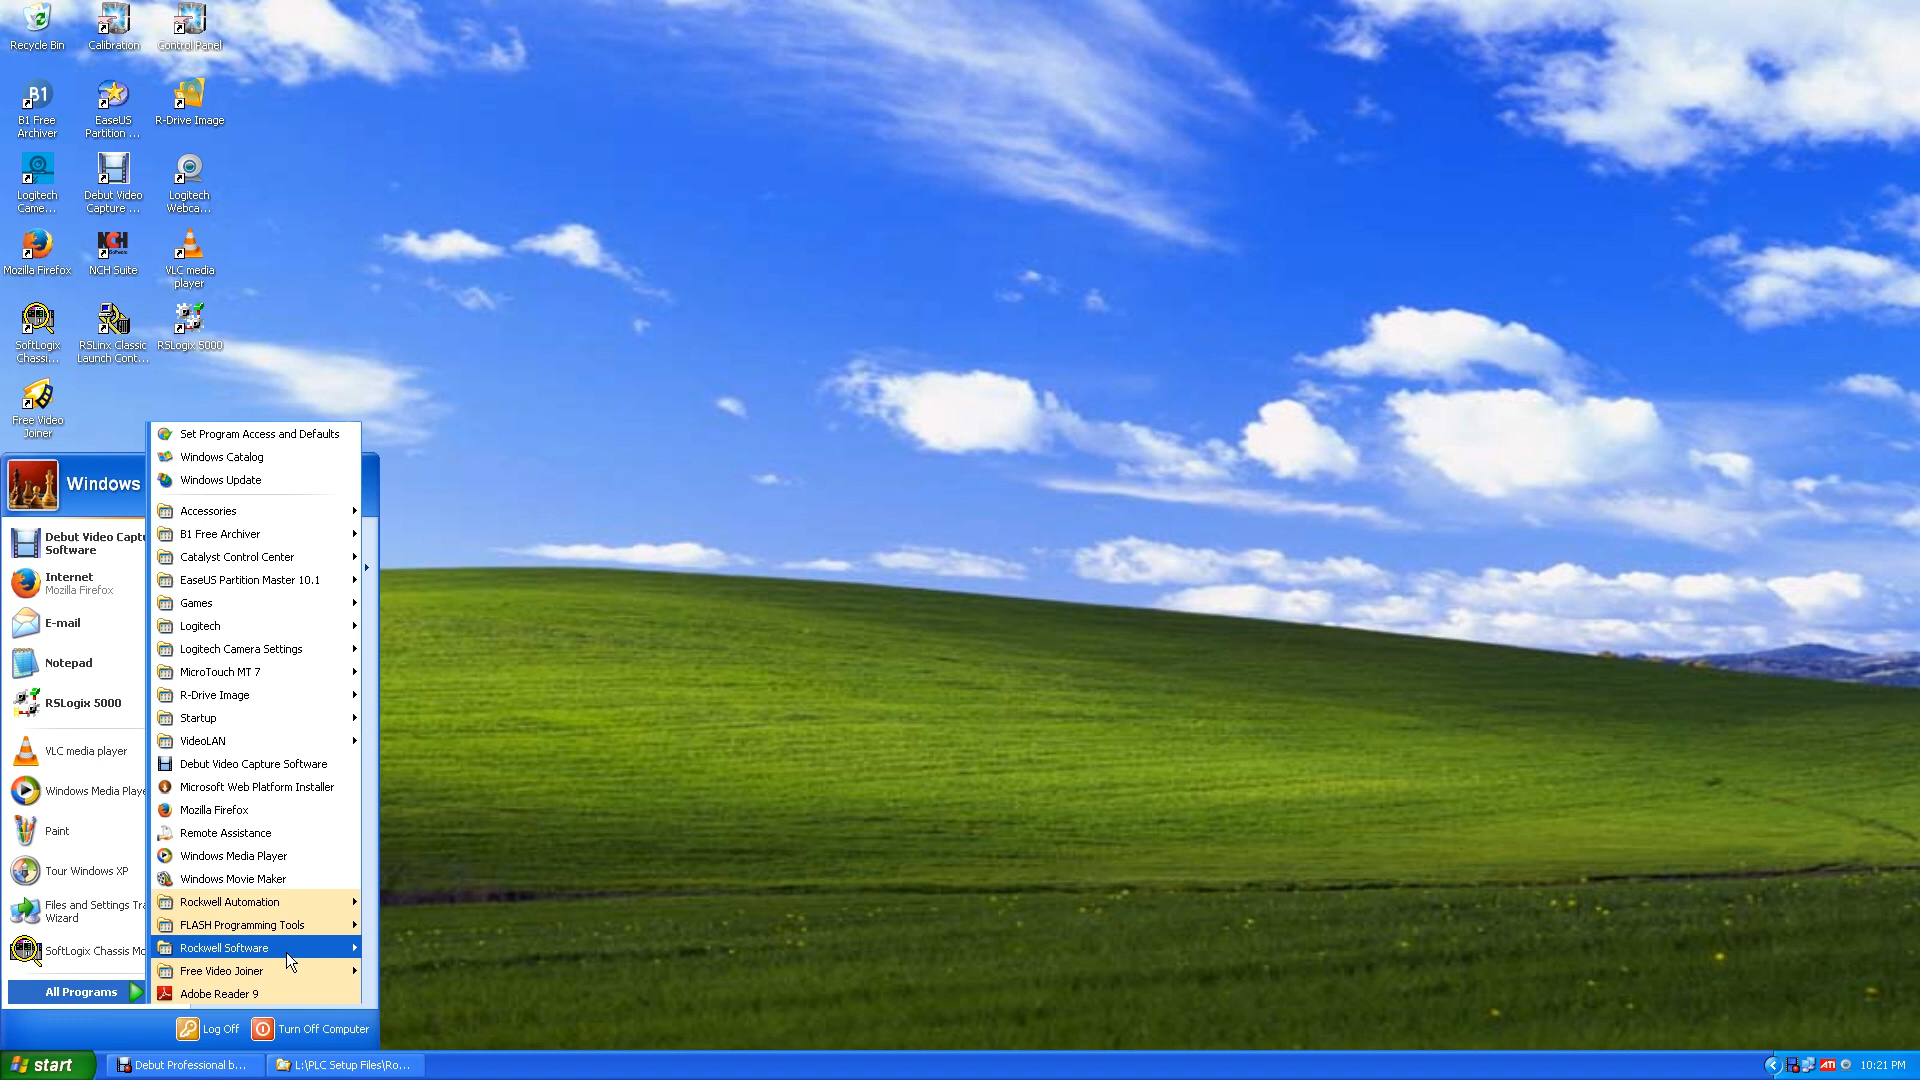 Recycle Bin
Calibration
Control Panel
B1
B1 Free
Archiver
EaseUS
Partition ...
R-Drive Image
Logitech
Came...
Debut Video
Capture ...
Logitech
Webca...
Mozilla Firefox
NCH
NCH Suite
VLC media
player
SoftLogix
Chassi...
RSLinx Classic
Launch Cont...
RSLogix 5000
Free Video
Joiner
Windows
Debut Video Captu
Software
Internet
Mozilla Firefox
E-mail
Notepad
RSLogix 5000
VLC media player
Windows Media Playe
Paint
Tour Windows XP
Files and Settings Tra
Wizard
SoftLogix Chassis Mo
All Programs
Set Program Access and Defaults
Windows Catalog
Windows Update
Accessories
B1 Free Archiver
Catalyst Control Center
EaseUS Partition Master 10.1
Games
Logitech
Logitech Camera Settings
MicroTouch MT 7
R-Drive Image
Startup
VideoLAN
Debut Video Capture Software
Microsoft Web Platform Installer
Mozilla Firefox
Remote Assistance
Windows Media Player
Windows Movie Maker
Rockwell Automation
FLASH Programming Tools
Rockwell Software
Free Video Joiner
Adobe Reader 9
Log Off
Turn Off Computer
start
Debut Professional b...
L:\PLC Setup Files\Ro...
ATI
10:21 PM